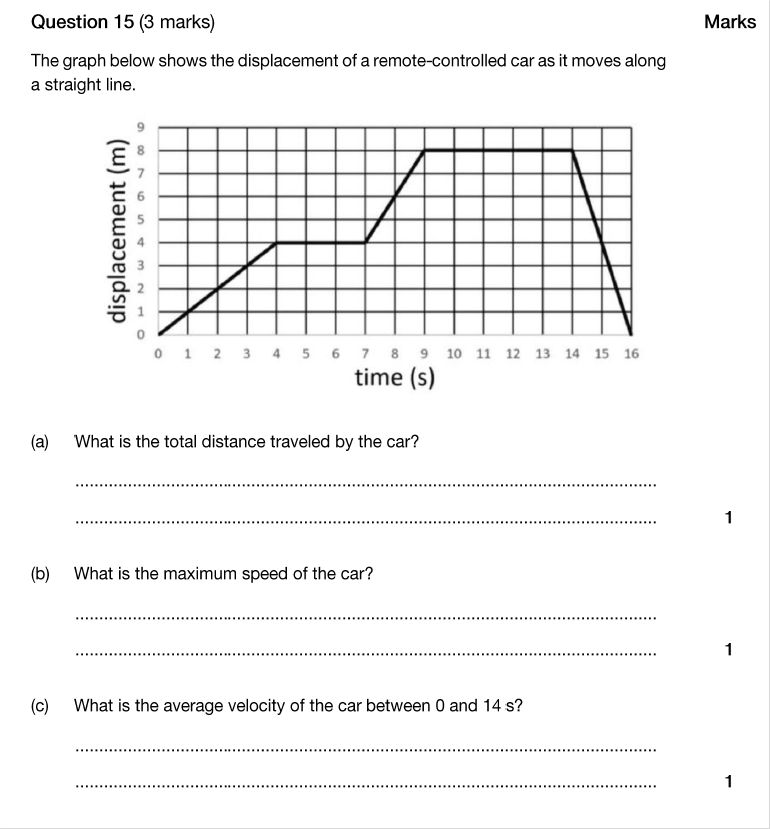 Question 15 (3 marks) Marks
The graph below shows the displacement of a remote-controlled car as it moves along
a straight line.
9
8
7
6
5
4
3
2
1
0
displacement (m)
0 1 2 3 4 5 6 7 8 9 10 11 12 13 14 15 16
time (s)
(a) What is the total distance traveled by the car?
1
(b) What is the maximum speed of the car?
1
(c) What is the average velocity of the car between 0 and 14 s?
1